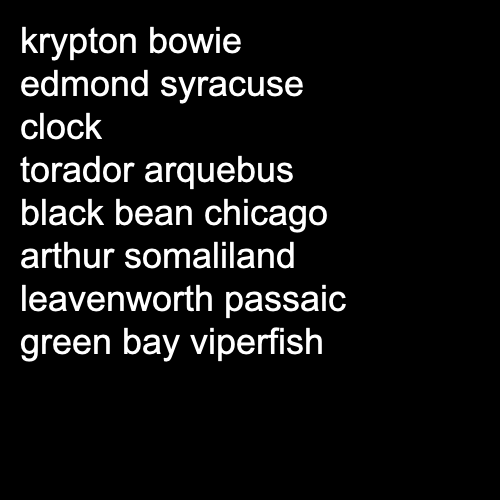 krypton bowie
edmond syracuse
clock
torador arquebus
black bean chicago
arthur somaliland
leavenworth passaic
green bay viperfish